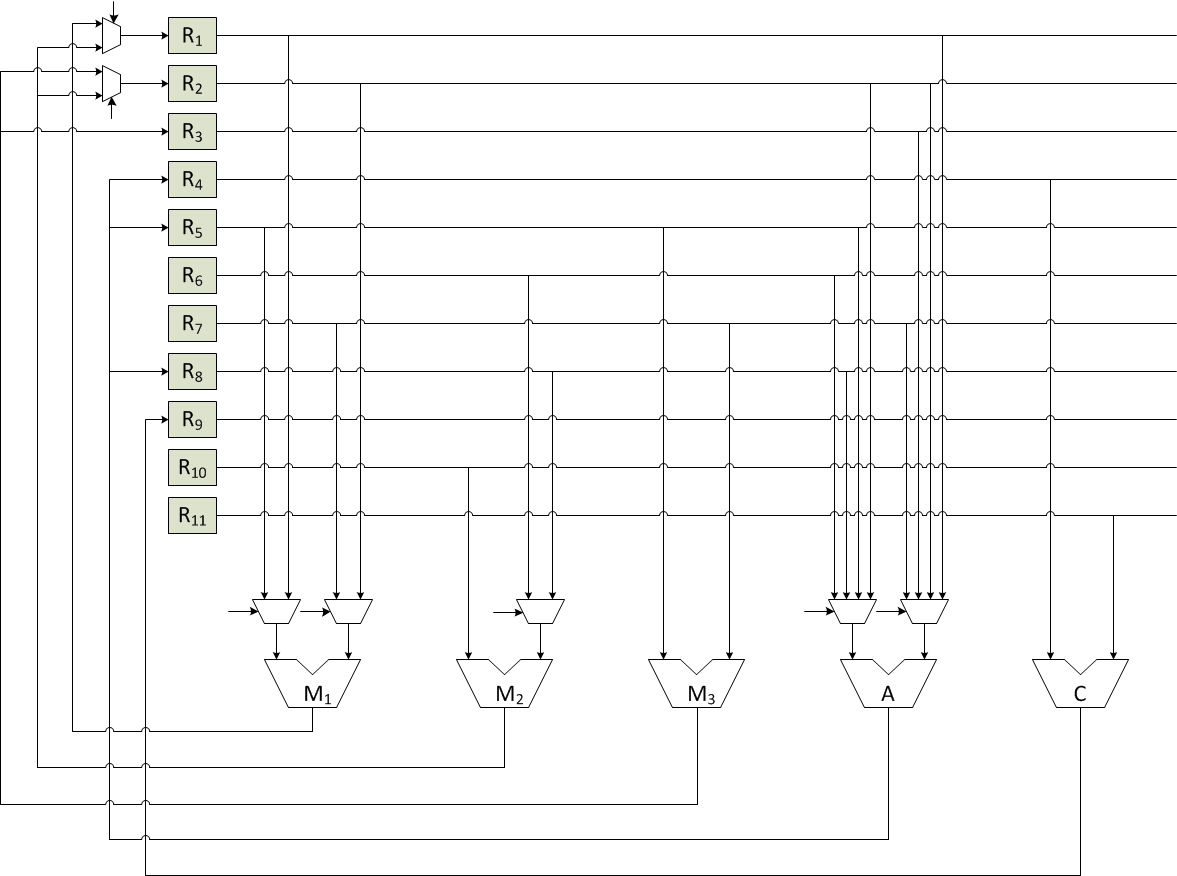 R₁
R₂
R₃
R₄
R₅
R₆
R₇
R₈
R₉
R₁₀
R₁₁
M₁ M₂ M₃ A C